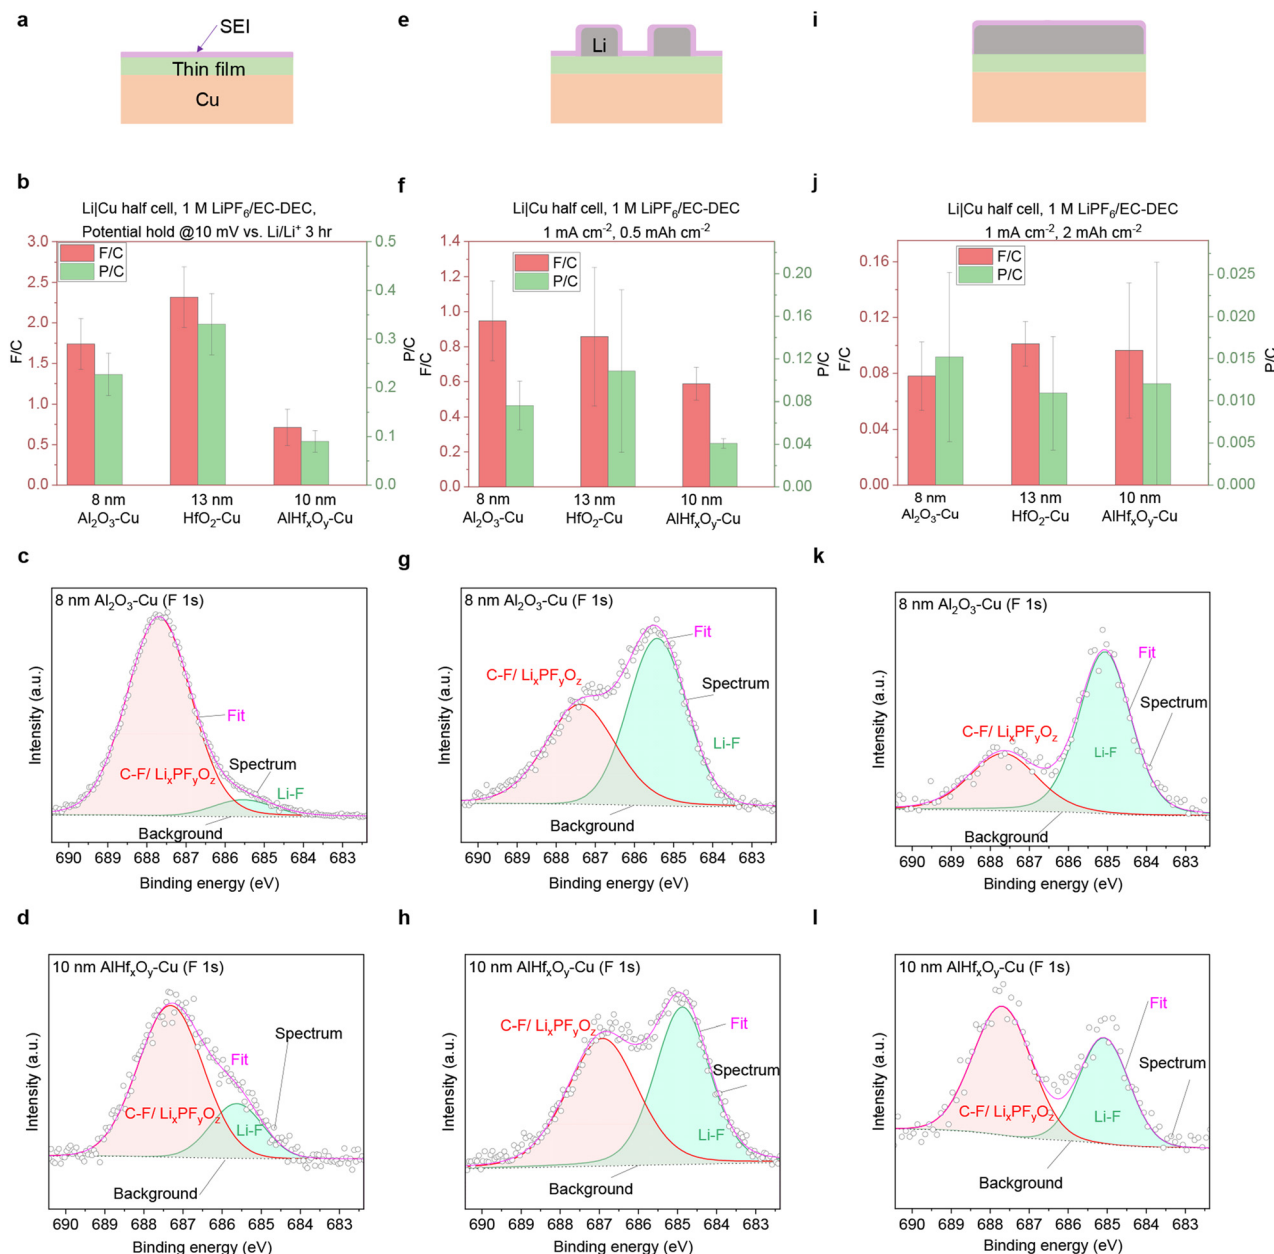 a
SEI
Thin film
Cu
e
Li
i
b
Li|Cu half cell, 1 M LiPF₆/EC-DEC,
Potential hold @10 mV vs. Li/Li⁺ 3 hr
F/C
P/C
3.0
2.5
2.0
1.5
1.0
0.5
0.0
F/C
0.5
0.4
0.3
0.2
0.1
0.0
P/C
8 nm
Al₂O₃-Cu
13 nm
HfO₂-Cu
10 nm
AlHfₓOᵧ-Cu
f
Li|Cu half cell, 1 M LiPF₆/EC-DEC
1 mA cm⁻², 0.5 mAh cm⁻²
F/C
P/C
1.4
1.2
1.0
0.8
0.6
0.4
0.2
0.0
F/C
0.20
0.16
0.12
0.08
0.04
0.00
P/C
8 nm
Al₂O₃-Cu
13 nm
HfO₂-Cu
10 nm
AlHfₓOᵧ-Cu
j
Li|Cu half cell, 1 M LiPF₆/EC-DEC
1 mA cm⁻², 2 mAh cm⁻²
F/C
P/C
0.16
0.12
0.08
0.04
0.00
F/C
0.025
0.020
0.015
0.010
0.005
0.000
P/C
8 nm
Al₂O₃-Cu
13 nm
HfO₂-Cu
10 nm
AlHfₓOᵧ-Cu
c
8 nm Al₂O₃-Cu (F 1s)
Fit
C-F/ LiₓPFᵧO_z
Spectrum
Li-F
Background
Intensity (a.u.)
690 689 688 687 686 685 684 683
Binding energy (eV)
g
8 nm Al₂O₃-Cu (F 1s)
Fit
C-F/ LiₓPFᵧO_z
Spectrum
Li-F
Background
Intensity (a.u.)
690 689 688 687 686 685 684 683
Binding energy (eV)
k
8 nm Al₂O₃-Cu (F 1s)
Fit
Spectrum
C-F/ LiₓPFᵧO_z
Li-F
Background
Intensity (a.u.)
690 689 688 687 686 685 684 683
Binding energy (eV)
d
10 nm AlHfₓOᵧ-Cu (F 1s)
Spectrum
Fit
C-F/ LiₓPFᵧO_z
Li-F
Background
Intensity (a.u.)
690 689 688 687 686 685 684 683
Binding energy (eV)
h
10 nm AlHfₓOᵧ-Cu (F 1s)
C-F/ LiₓPFᵧO_z
Fit
Spectrum
Li-F
Background
Intensity (a.u.)
690 689 688 687 686 685 684 683
Binding energy (eV)
l
10 nm AlHfₓOᵧ-Cu (F 1s)
Fit
Spectrum
C-F/ LiₓPFᵧO_z
Li-F
Background
Intensity (a.u.)
690 689 688 687 686 685 684 683
Binding energy (eV)